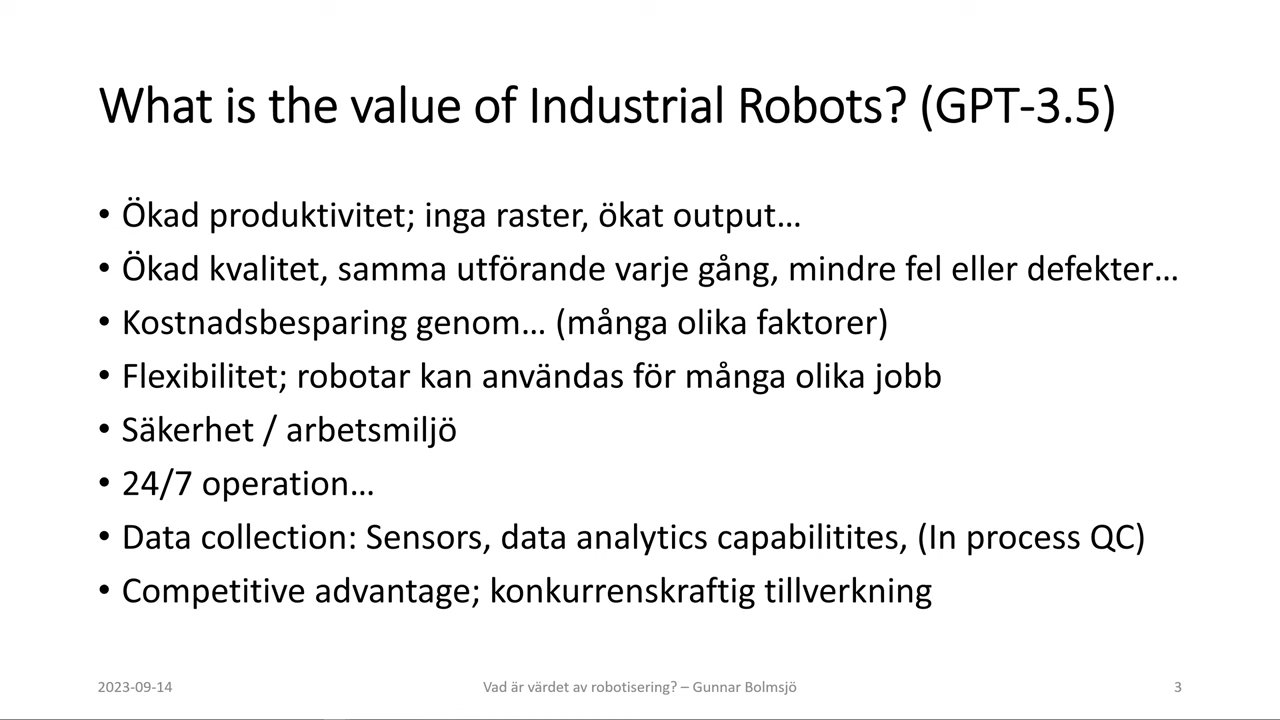 What is the value of Industrial Robots? (GPT-3.5)
• Ökad produktivitet; inga raster, ökat output…
• Ökad kvalitet, samma utförande varje gång, mindre fel eller defekter…
• Kostnadsbesparing genom… (många olika faktorer)
• Flexibilitet; robotar kan användas för många olika jobb
• Säkerhet / arbetsmiljö
• 24/7 operation…
• Data collection: Sensors, data analytics capabilitites, (In process QC)
• Competitive advantage; konkurrenskraftig tillverkning
2023-09-14
Vad är värdet av robotisering? – Gunnar Bolmsjö
3